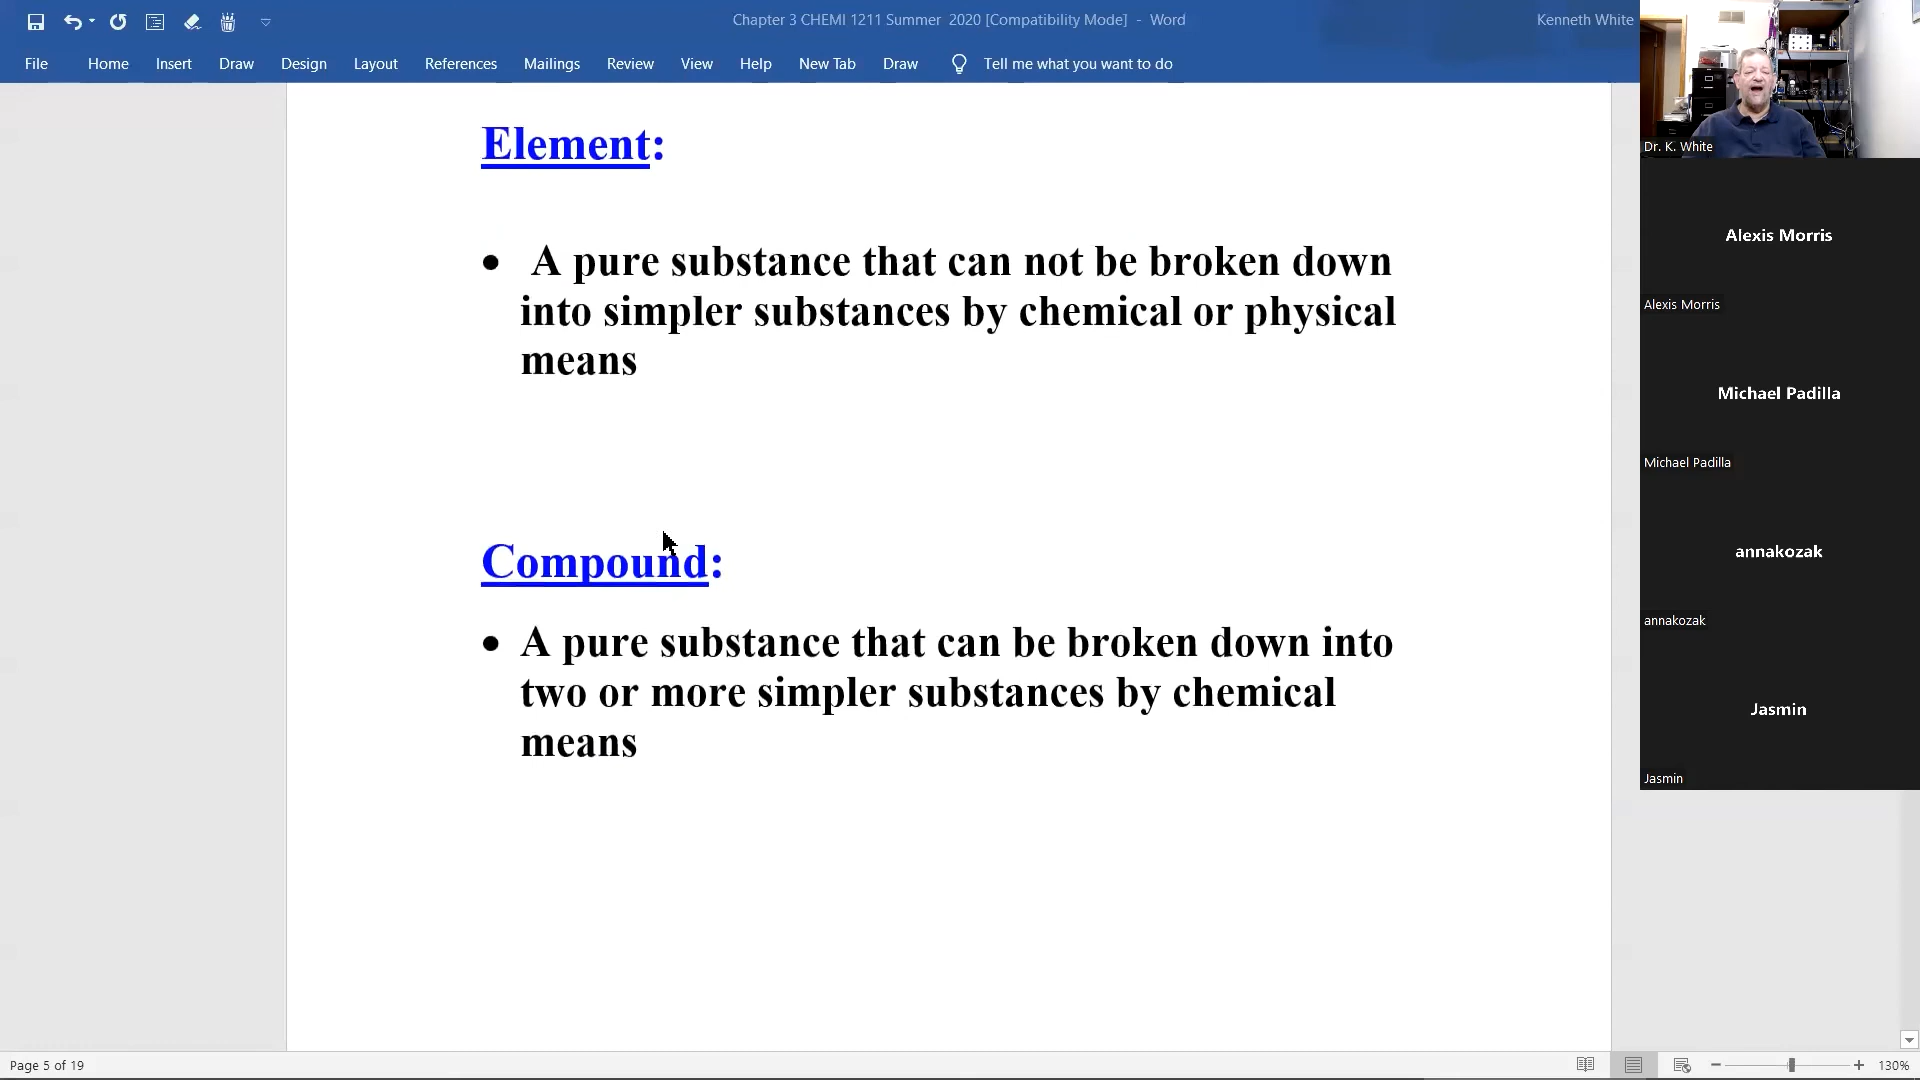 Chapter 3 CHEMI 1211 Summer 2020 [Compatibility Mode] - Word
Kenneth White
File Home Insert Draw Design Layout References Mailings Review View Help New Tab Draw Tell me what you want to do
Element:
• A pure substance that can not be broken down
into simpler substances by chemical or physical
means
Compound:
• A pure substance that can be broken down into
two or more simpler substances by chemical
means
Dr. K. White
Alexis Morris
Alexis Morris
Michael Padilla
Michael Padilla
annakozak
annakozak
Jasmin
Jasmin
Page 5 of 19
130%